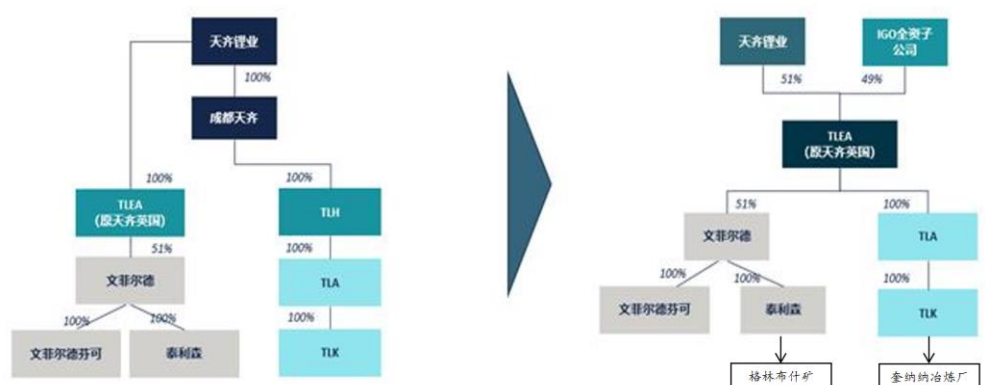 天齐锂业
100%
成都天齐
100%
100%
TLEA
(原天齐英国)
TLH
51%
100%
文菲尔德
TLA
100%
100%
100%
文菲尔德芬可
泰利森
TLK
天齐锂业
IGO全资子
公司
51%
49%
TLEA
(原天齐英国)
51%
100%
文菲尔德
TLA
100%
100%
100%
文菲尔德芬可
泰利森
TLK
格林布什矿
奎纳纳冶炼厂